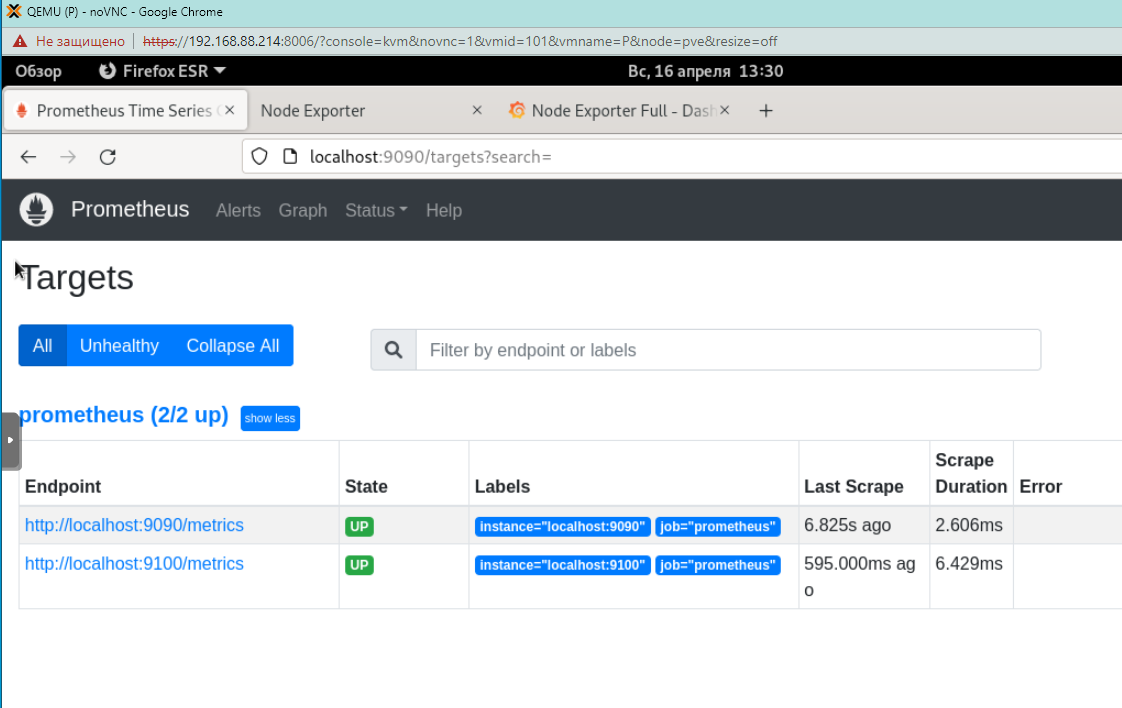 QEMU (P) - noVNC - Google Chrome
Не защищено | https://192.168.88.214:8006/?console=kvm&novnc=1&vmid=101&vmname=P&node=pve&resize=off
Обзор Firefox ESR Вс, 16 апреля 13:30
Prometheus Time Series Node Exporter Node Exporter Full - Dash
localhost:9090/targets?search=
Prometheus Alerts Graph Status Help
Targets
All Unhealthy Collapse All Filter by endpoint or labels
prometheus (2/2 up) show less
Endpoint State Labels Last Scrape Scrape Duration Error
http://localhost:9090/metrics UP instance="localhost:9090" job="prometheus" 6.825s ago 2.606ms
http://localhost:9100/metrics UP instance="localhost:9100" job="prometheus" 595.000ms ago 6.429ms